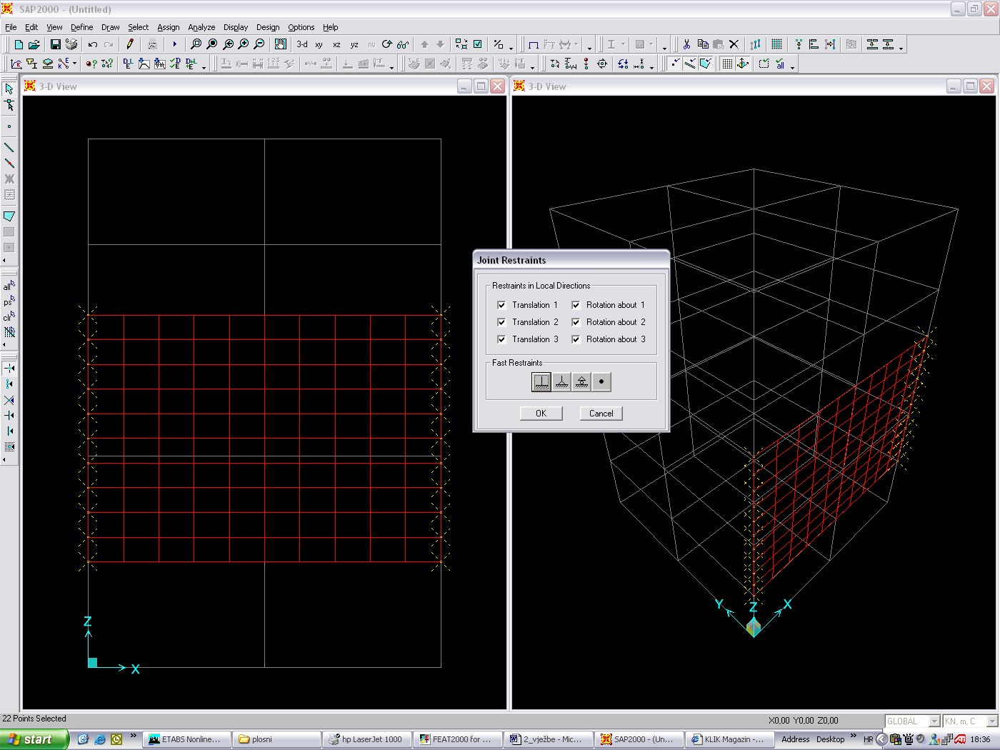 SAP2000 - (Untitled)
File Edit View Define Draw Select Assign Analyze Display Design Options Help
3-d xy xz yz nv
all
ps
clr
3-D View
Z
X
3-D View
Y Z X
Joint Restraints
Restraints in Local Directions
Translation 1 Rotation about 1
Translation 2 Rotation about 2
Translation 3 Rotation about 3
Fast Restraints
OK Cancel
22 Points Selected
X0,00 Y0,00 Z0,00
GLOBAL
KN, m, C
start
ETABS Nonline...
plosni
hp LaserJet 1000
FEAT2000 for ...
2_vježbe - Mic...
SAP2000 - (Un...
KLIK Magazin -...
Address Desktop
HR
18:36